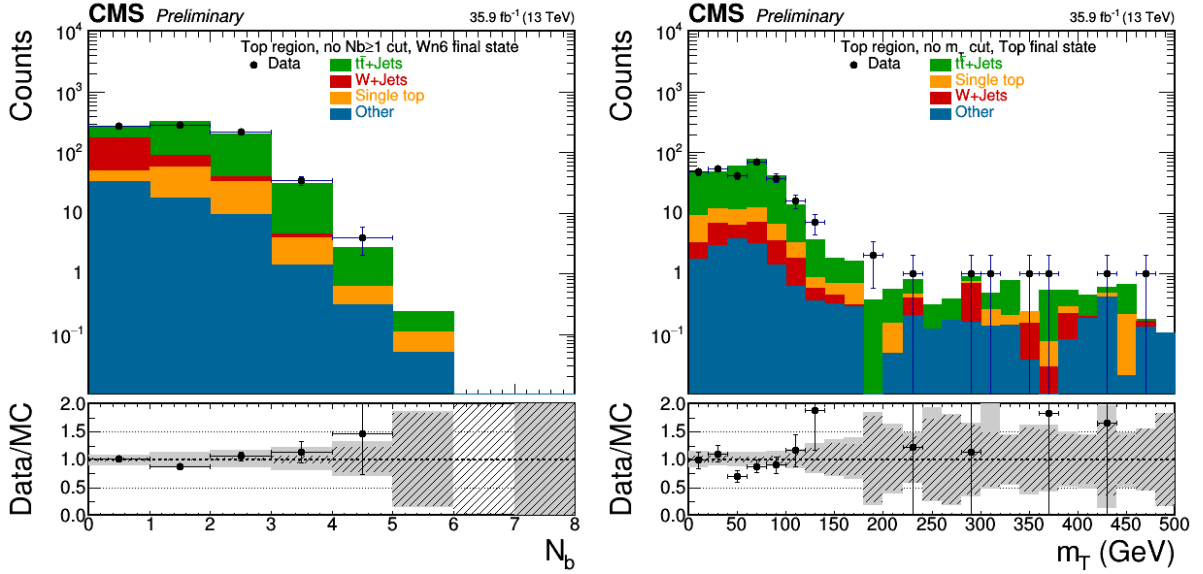 CMS Preliminary 35.9 fb⁻¹ (13 TeV)
Top region, no Nb≥1 cut, Wn6 final state
Data
tt̄+Jets
W+Jets
Single top
Other
Counts
10⁴
10³
10²
10
1
10⁻¹
Data/MC
2.0
1.5
1.0
0.5
0.0
0 1 2 3 4 5 6 7 8
N_b
CMS Preliminary 35.9 fb⁻¹ (13 TeV)
Top region, no m_T cut, Top final state
Data
tt̄+Jets
Single top
W+Jets
Other
Counts
10⁴
10³
10²
10
1
10⁻¹
Data/MC
2.0
1.5
1.0
0.5
0.0
0 50 100 150 200 250 300 350 400 450 500
m_T (GeV)